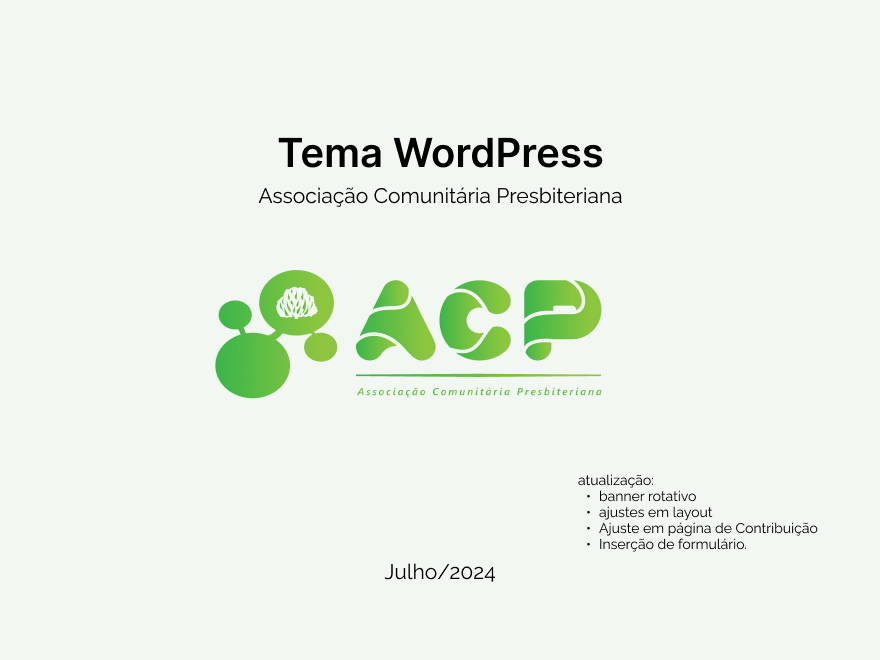 Tema WordPress
Associação Comunitária Presbiteriana
ACP
Associação Comunitária Presbiteriana
atualização:
• banner rotativo
• ajustes em layout
• Ajuste em página de Contribuição
• Inserção de formulário.
Julho/2024